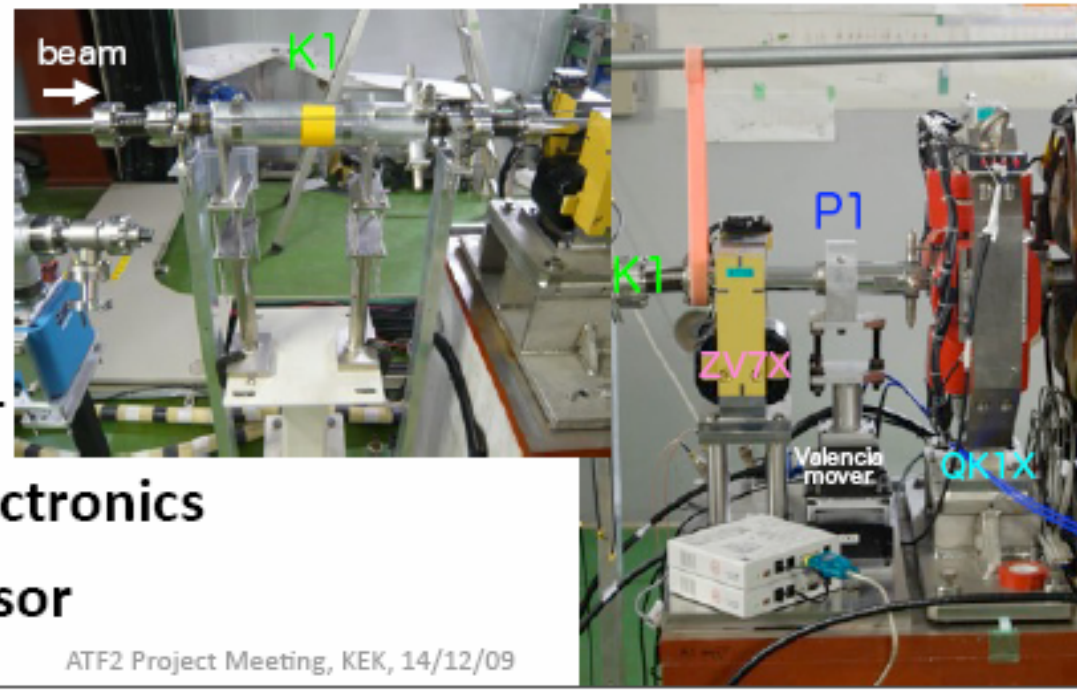 beam
K1
K1
P1
ZV7X
Valencia
mover
QK1X
ctronics
sor
ATF2 Project Meeting, KEK, 14/12/09